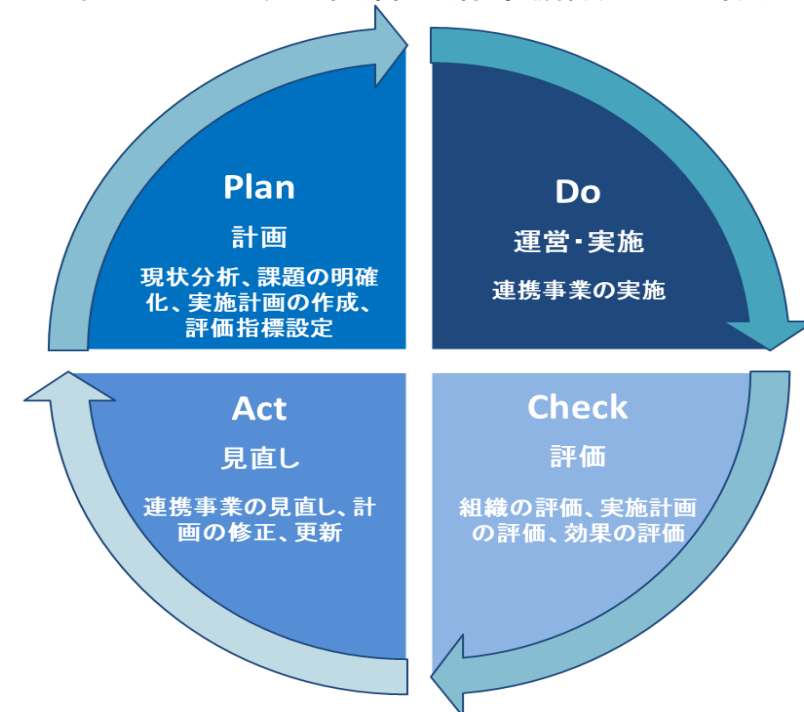 Plan
計画
現状分析、課題の明確
化、実施計画の作成、
評価指標設定
Do
運営・実施
連携事業の実施
Act
見直し
連携事業の見直し、計
画の修正、更新
Check
評価
組織の評価、実施計画
の評価、効果の評価